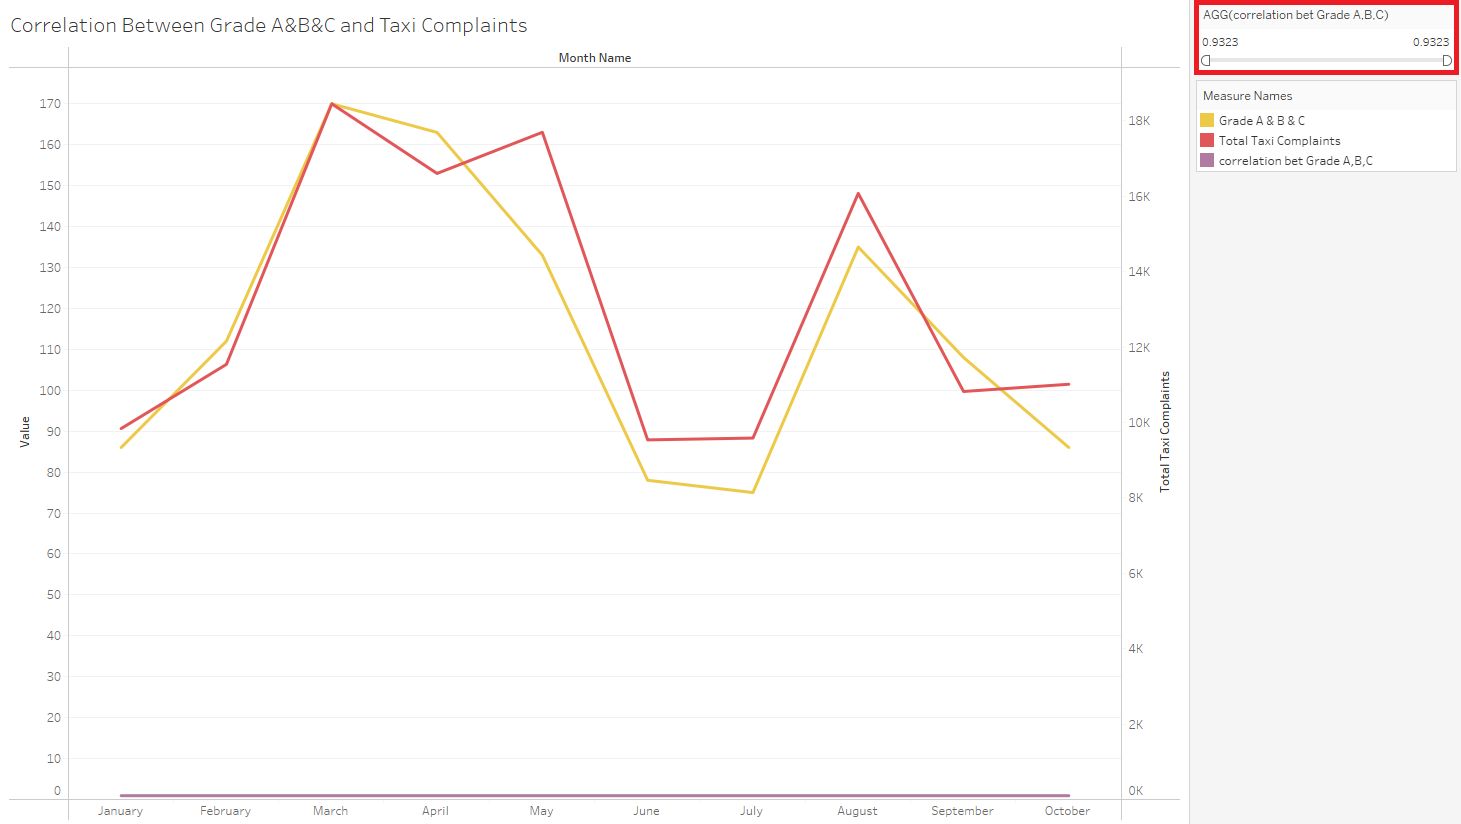 Correlation Between Grade A&B&C and Taxi Complaints
Month Name
170
160
150
140
130
120
110
100
90
80
70
60
50
40
30
20
10
0
Value
18K
16K
14K
12K
10K
8K
6K
4K
2K
0K
Total Taxi Complaints
January February March April May June July August September October
AGG(correlation bet Grade A,B,C)
0.9323 0.9323
Measure Names
Grade A & B & C
Total Taxi Complaints
correlation bet Grade A,B,C